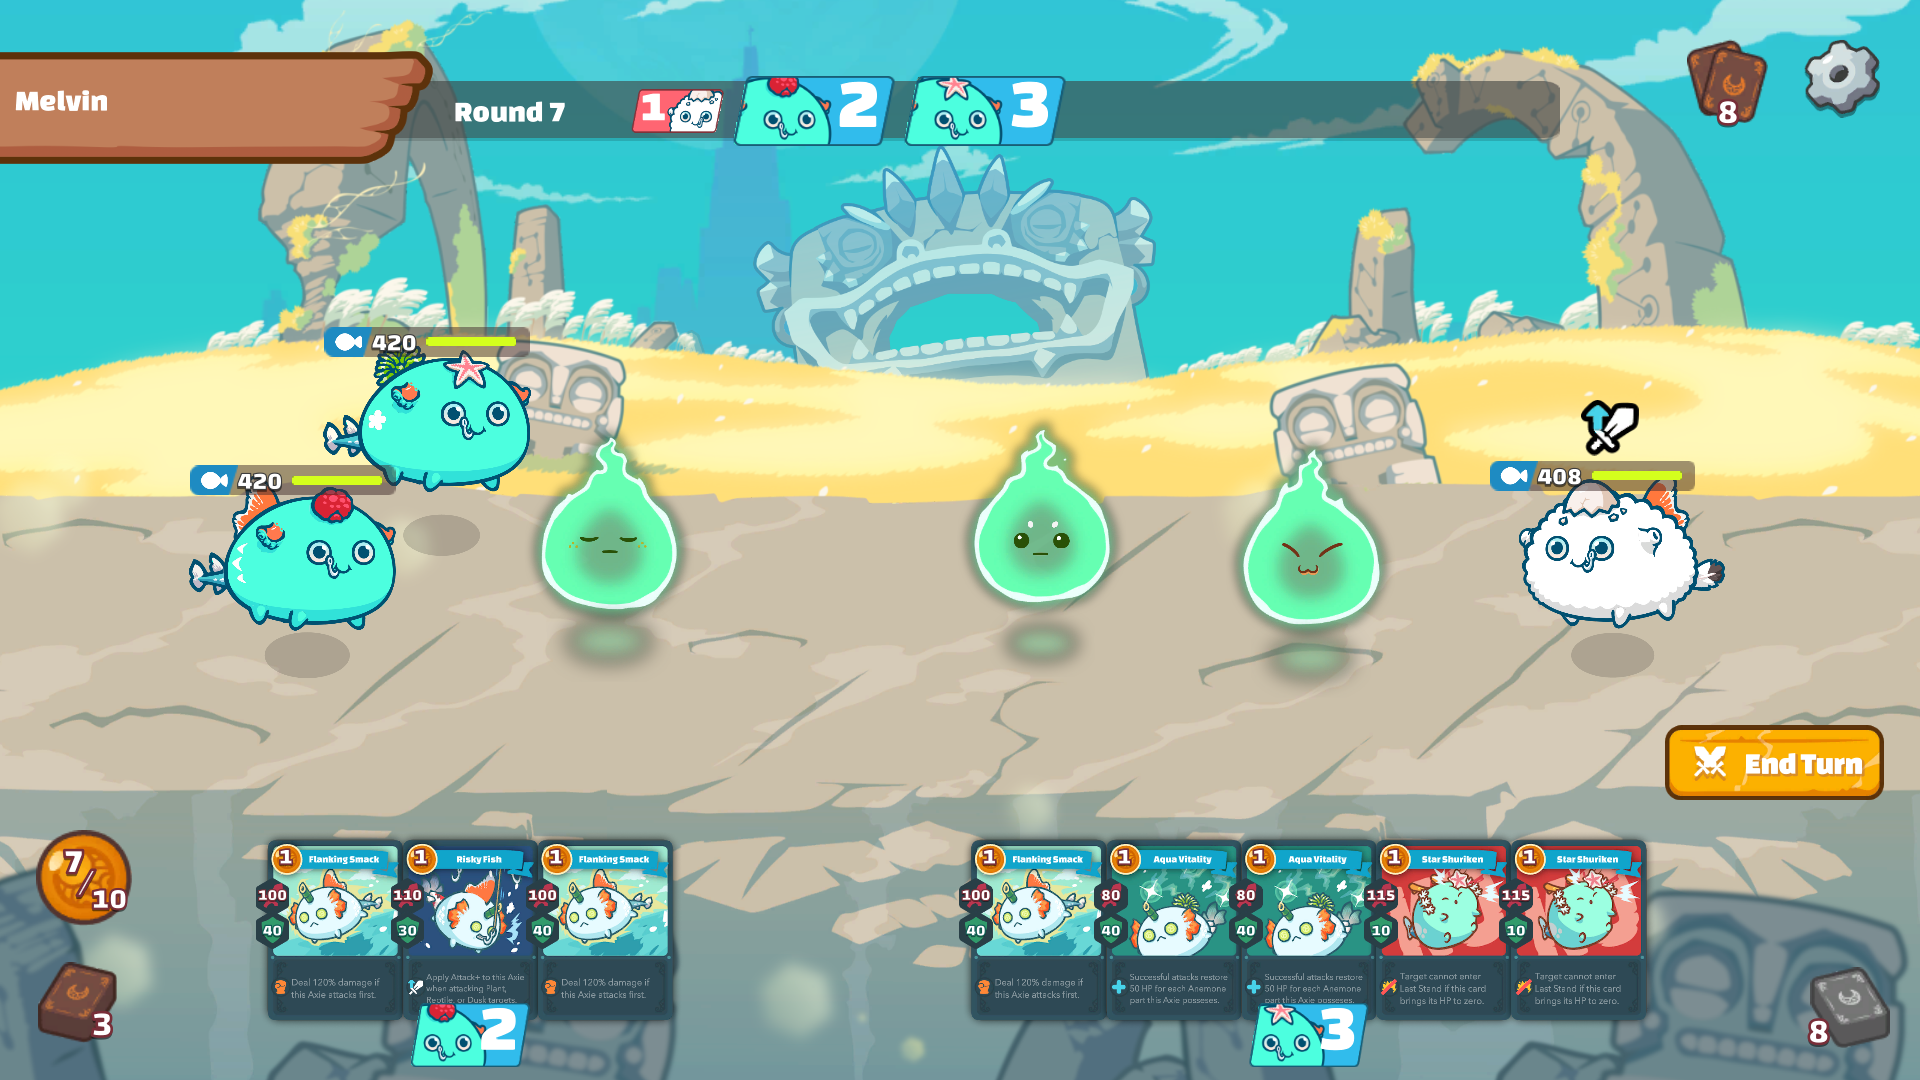 Melvin
Round 7
1
2
3
8
420
420
408
End Turn
7/10
3
8
1 Flanking Smack
100
40
Deal 120% damage if
this Axie attacks first.
1 Risky Fish
110
30
Apply Attack+ to this Axie
when attacking Plant,
Reptile, or Dusk targets.
1 Flanking Smack
100
40
Deal 120% damage if
this Axie attacks first.
2
1 Flanking Smack
100
40
Deal 120% damage if
this Axie attacks first.
1 Aqua Vitality
80
40
Successful attacks restore
50 HP for each Anemone
part this Axie possesses.
1 Aqua Vitality
80
40
Successful attacks restore
50 HP for each Anemone
part this Axie possesses.
1 Star Shuriken
115
10
Target cannot enter
Last Stand if this card
brings its HP to zero.
1 Star Shuriken
115
10
Target cannot enter
Last Stand if this card
brings its HP to zero.
3